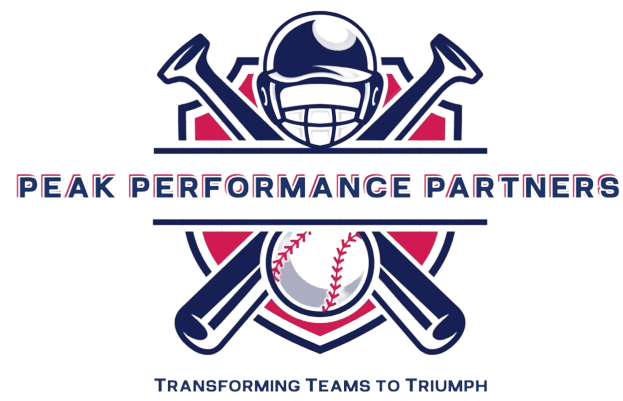 PEAK PERFORMANCE PARTNERS
TRANSFORMING TEAMS TO TRIUMPH